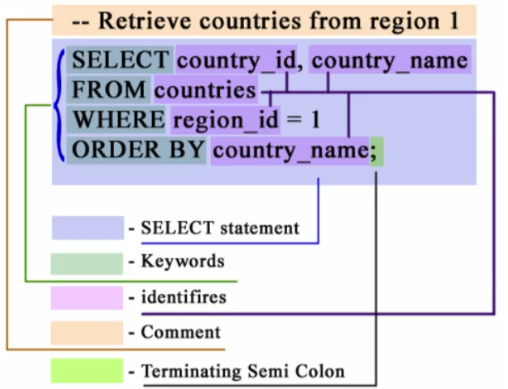 -- Retrieve countries from region 1
SELECT country_id, country_name
FROM countries
WHERE region_id = 1
ORDER BY country_name;
- SELECT statement
- Keywords
- identifires
- Comment
- Terminating Semi Colon